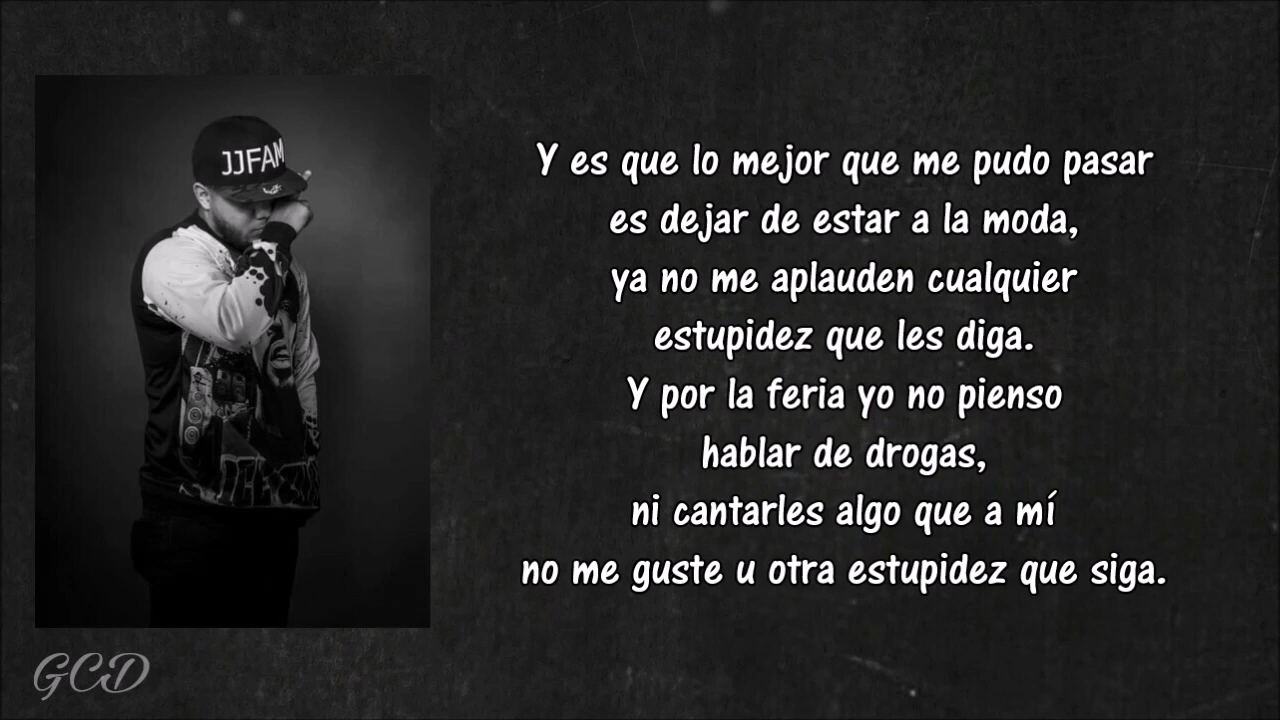 JJFAM
Y es que lo mejor que me pudo pasar
es dejar de estar a la moda,
ya no me aplauden cualquier
estupidez que les diga.
Y por la feria yo no pienso
hablar de drogas,
ni cantarles algo que a mí
no me guste u otra estupidez que siga.
GCD